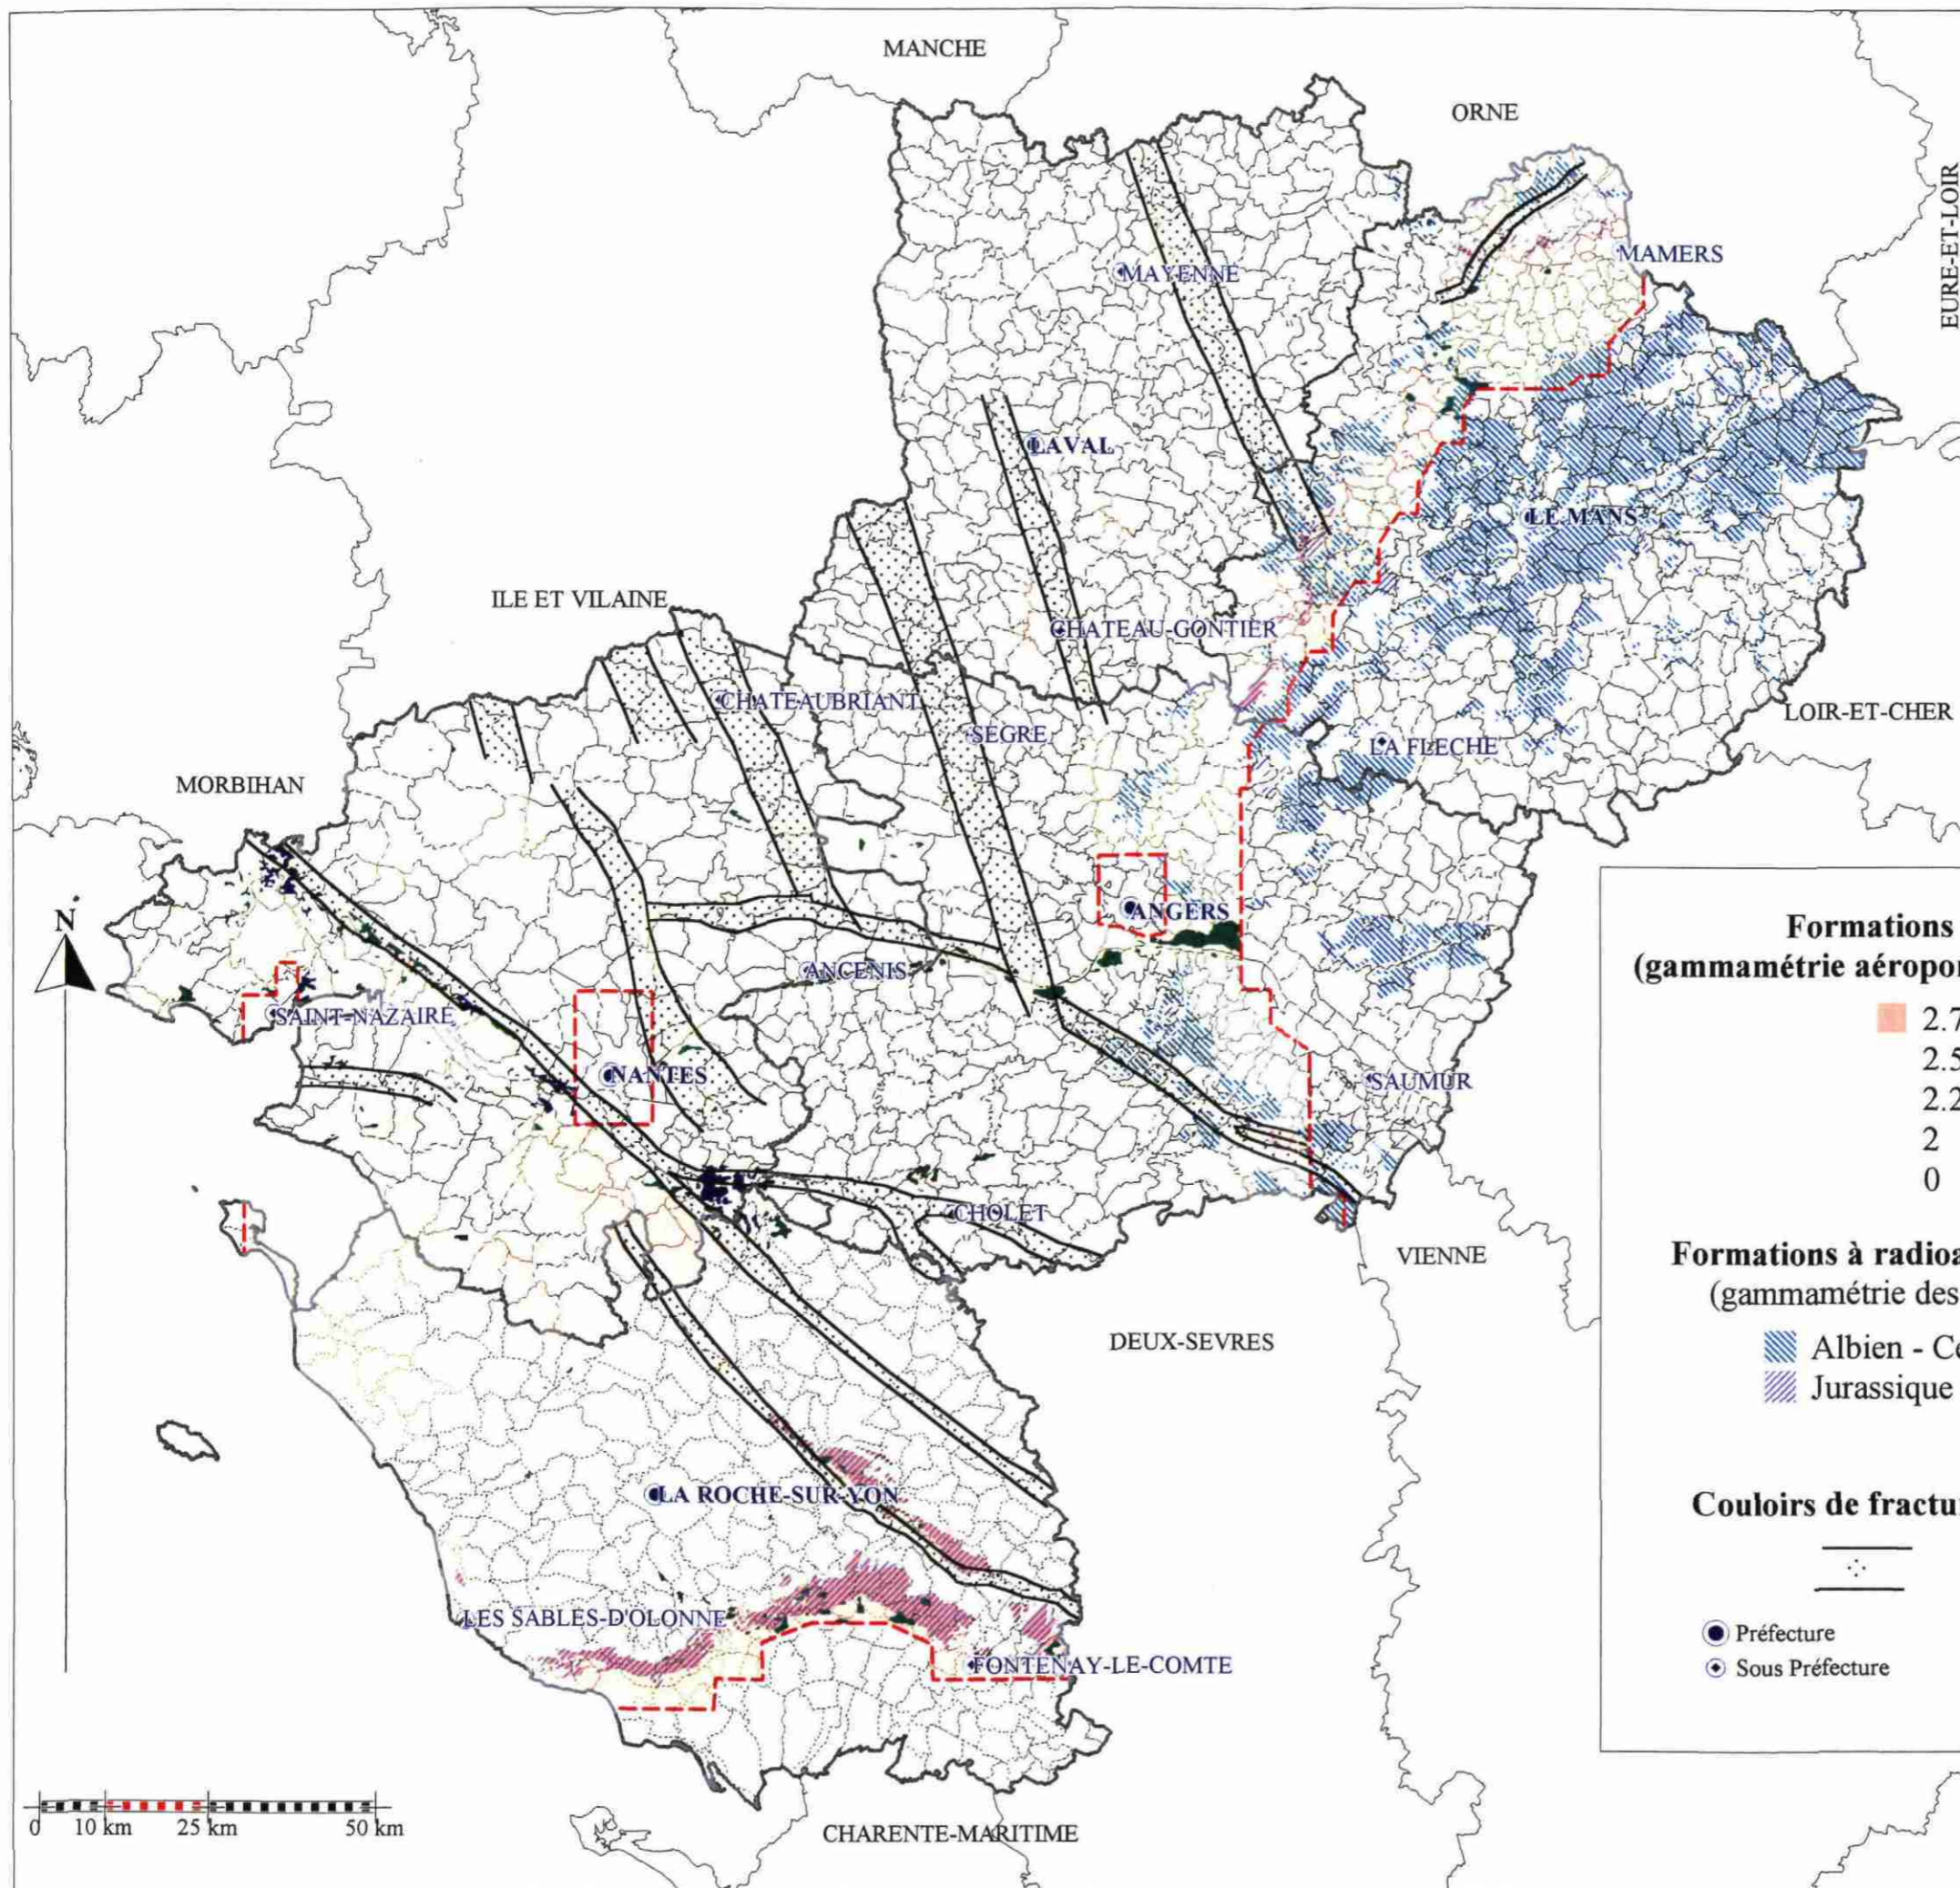 MANCHE
ORNE
EURE-ET-LOIR
MAMERS
MAYENNE
LAVAL
LE MANS
ILE ET VILAINE
CHATEAU-GONTIER
CHATEAUBRIANT
SEGRE
LA FLECHE
LOIR-ET-CHER
MORBIHAN
N
ANGERS
ANCENIS
SAINT-NAZAIRE
NANTES
SAUMUR
CHOLET
VIENNE
DEUX-SEVRES
LA ROCHE-SUR-YON
LES SABLES-D'OLONNE
FONTENAY-LE-COMTE
CHARENTE-MARITIME
0 10 km 25 km 50 km
Formations
(gammamétrie aéropor
2.7
2.5
2.2
2
0
Formations à radioa
(gammamétrie des
Albien - Ce
Jurassique
Couloirs de fractu
Préfecture
Sous Préfecture